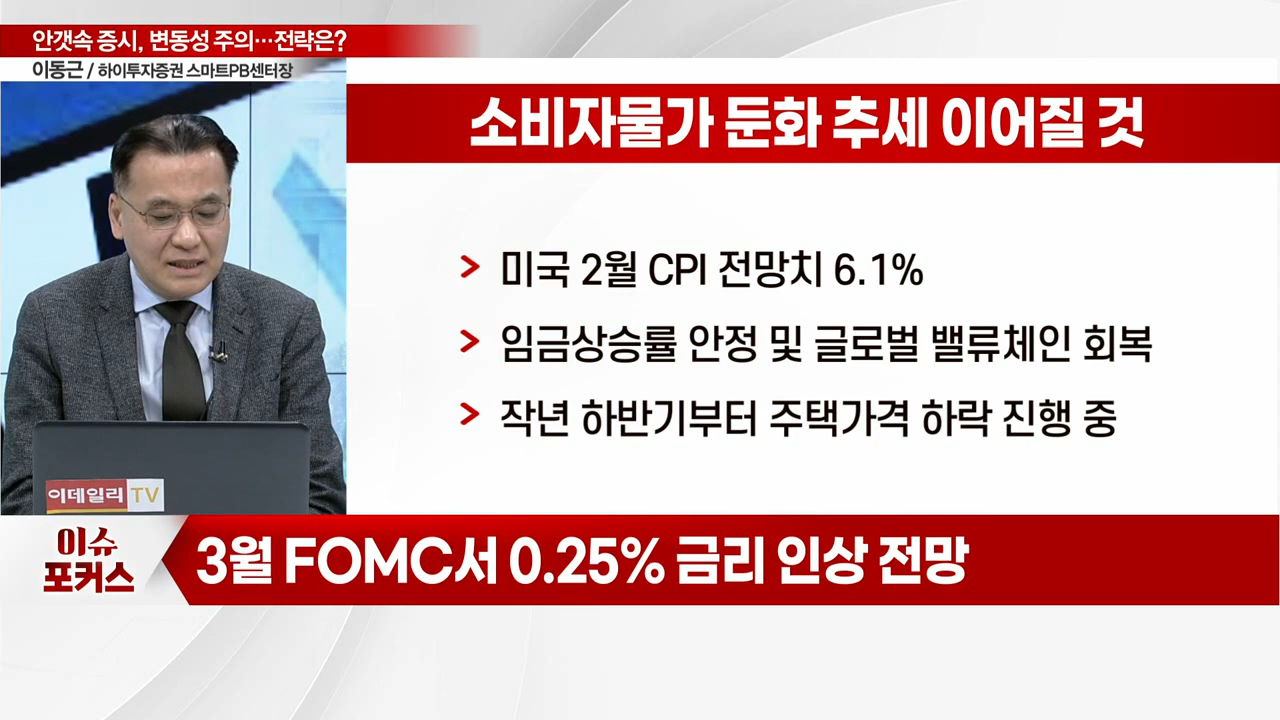 안갯속 증시, 변동성 주의…전략은?
이동근 / 하이투자증권 스마트PB센터장
소비자물가 둔화 추세 이어질 것
> 미국 2월 CPI 전망치 6.1%
> 임금상승률 안정 및 글로벌 밸류체인 회복
> 작년 하반기부터 주택가격 하락 진행 중
이데일리 TV
이슈
포커스
3월 FOMC서 0.25% 금리 인상 전망